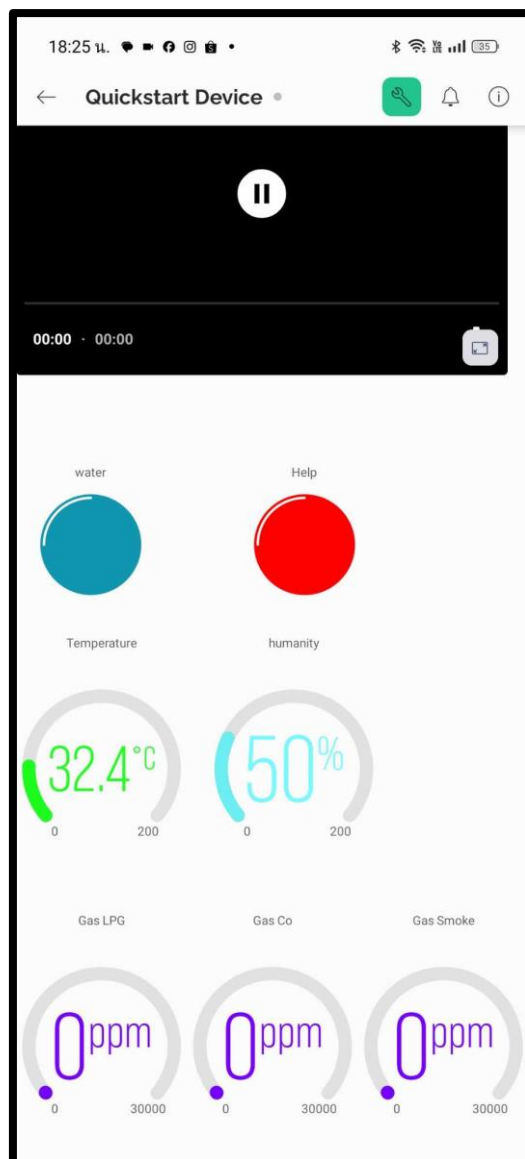 18:25 น.
35
Quickstart Device
00:00 · 00:00
water Help
Temperature humanity
32.4°C 50%
0 200 0 200
Gas LPG Gas Co Gas Smoke
0ppm 0ppm 0ppm
0 30000 0 30000 0 30000